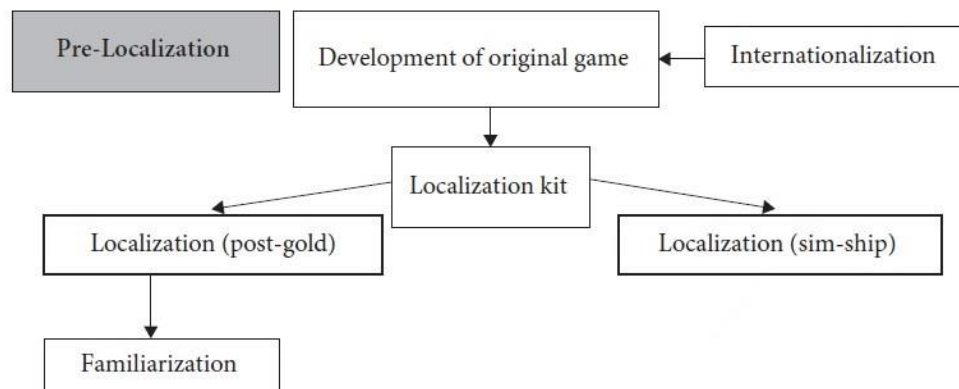 Pre-Localization
Development of original game
Internationalization
Localization kit
Localization (post-gold)
Localization (sim-ship)
Familiarization